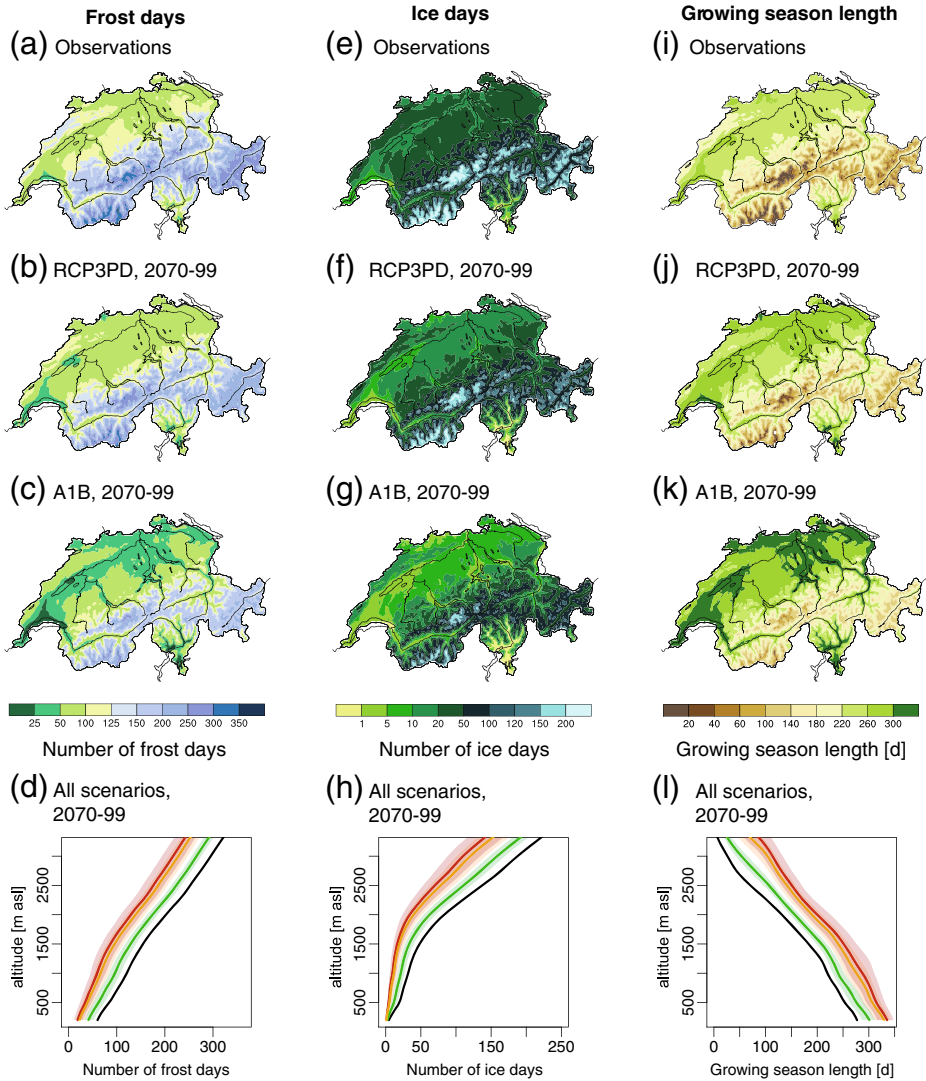 Frost days
Ice days
Growing season length
(a) Observations
(e) Observations
(i) Observations
(b) RCP3PD, 2070-99
(f) RCP3PD, 2070-99
(j) RCP3PD, 2070-99
(c) A1B, 2070-99
(g) A1B, 2070-99
(k) A1B, 2070-99
25 50 100 125 150 200 250 300 350
1 5 10 20 50 100 120 150 200
20 40 60 100 140 180 220 260 300
Number of frost days
Number of ice days
Growing season length [d]
(d) All scenarios,
2070-99
(h) All scenarios,
2070-99
(l) All scenarios,
2070-99
altitude [m asl]
500 1500 2500
0 100 200 300
Number of frost days
altitude [m asl]
500 1500 2500
0 50 150 250
Number of ice days
altitude [m asl]
500 1500 2500
0 100 200 300
Growing season length [d]